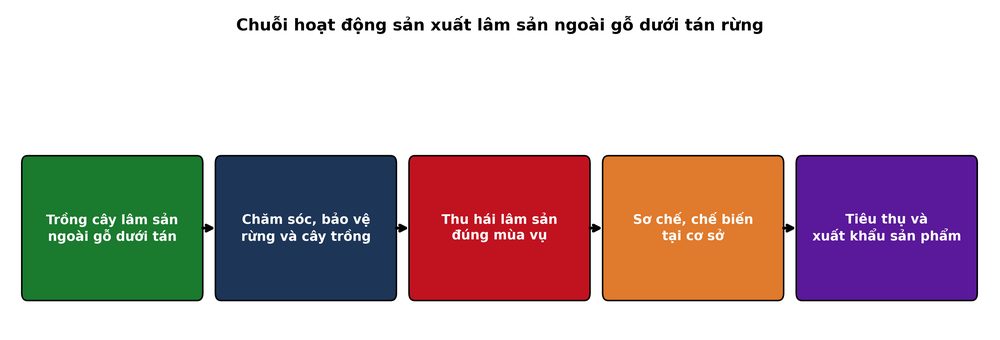 Chuỗi hoạt động sản xuất lâm sản ngoài gỗ dưới tán rừng
Trồng cây lâm sản
ngoài gỗ dưới tán
Chăm sóc, bảo vệ
rừng và cây trồng
Thu hái lâm sản
đúng mùa vụ
Sơ chế, chế biến
tại cơ sở
Tiêu thụ và
xuất khẩu sản phẩm